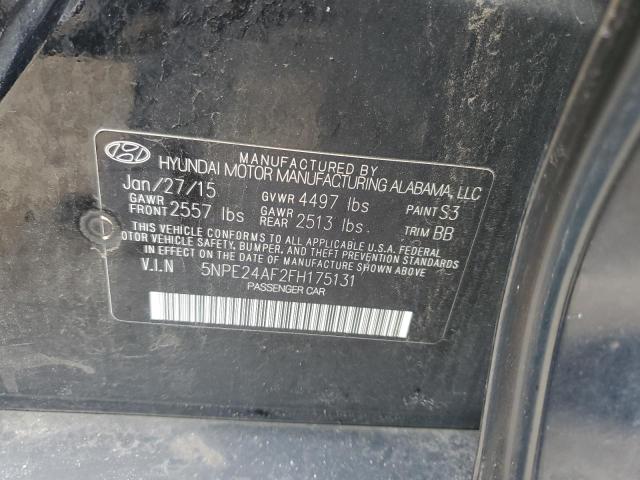 MANUFACTURED BY
HYUNDAI MOTOR MANUFACTURING ALABAMA, LLC
Jan/27/15 GVWR 4497 lbs PAINT S3
GAWR FRONT 2557 lbs GAWR REAR 2513 lbs. TRIM BB
THIS VEHICLE CONFORMS TO ALL APPLICABLE U.S.A. FEDERAL
MOTOR VEHICLE SAFETY, BUMPER, AND THEFT PREVENTION STANDARDS
IN EFFECT ON THE DATE OF MANUFACTURE SHOWN ABOVE.
V.I.N 5NPE24AF2FH175131
PASSENGER CAR